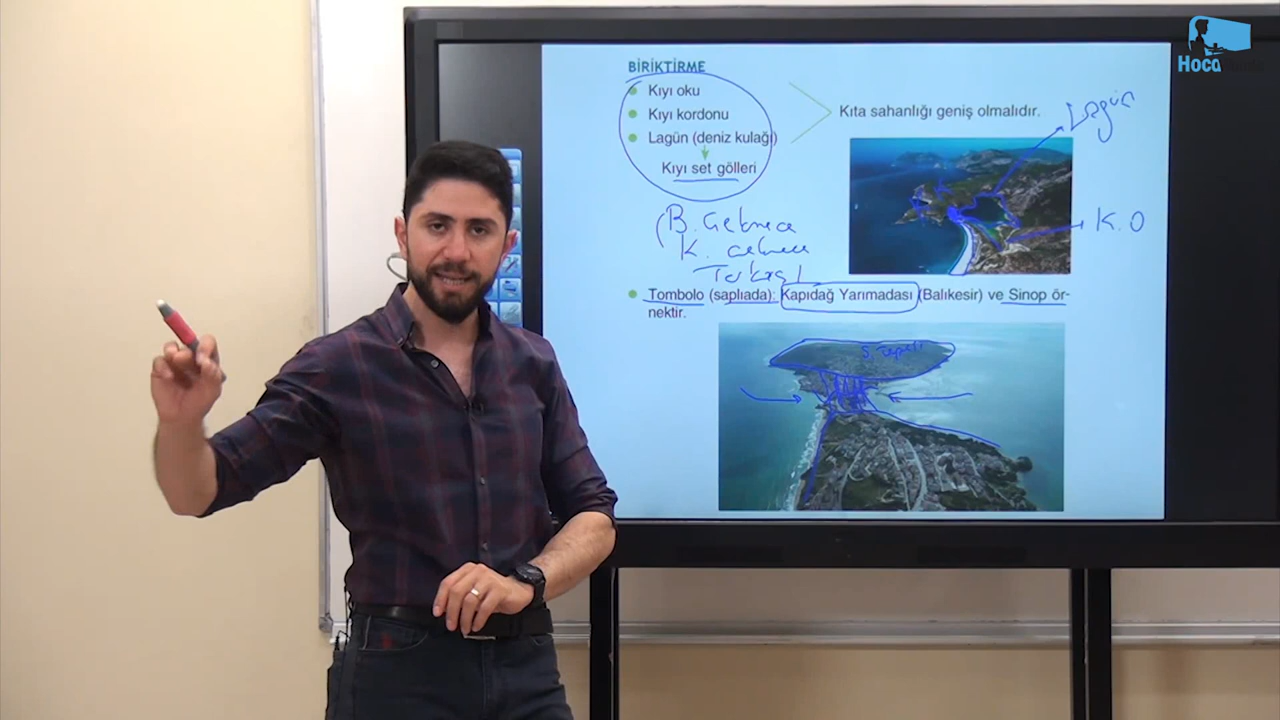 BİRİKTİRME
Kıyı oku
Kıyı kordonu
Lagün (deniz kulağı)
Kıyı set gölleri
Kıta sahanlığı geniş olmalıdır.
Lagün
K. O
B. Çekmece
K. Çekmece
Tombolo (saplıada): Kapıdağ Yarımadası (Balıkesir) ve Sinop ör-
nektir.
S.
Hoca